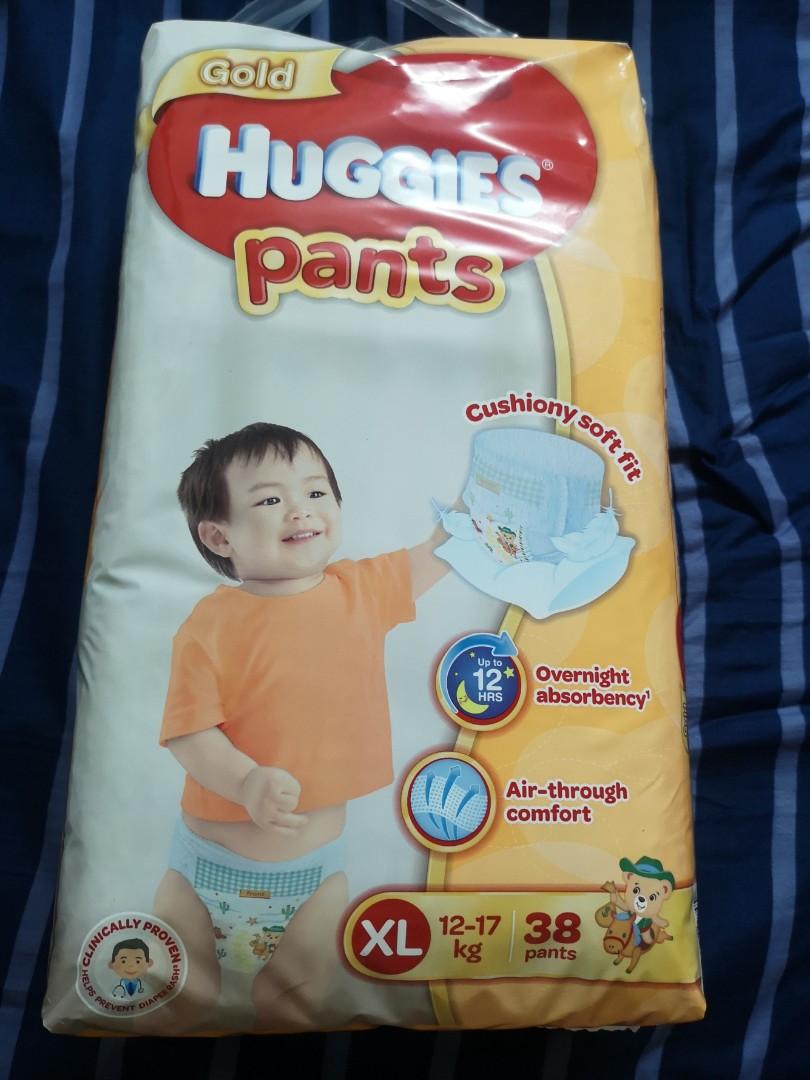 Gold
HUGGIES®
pants
Cushiony soft fit
Up to
12
HRS
Overnight
absorbency¹
Air-through
comfort
Front
XL
12-17
kg
38
pants
CLINICALLY PROVEN
HELPS PREVENT DIAPER RASH